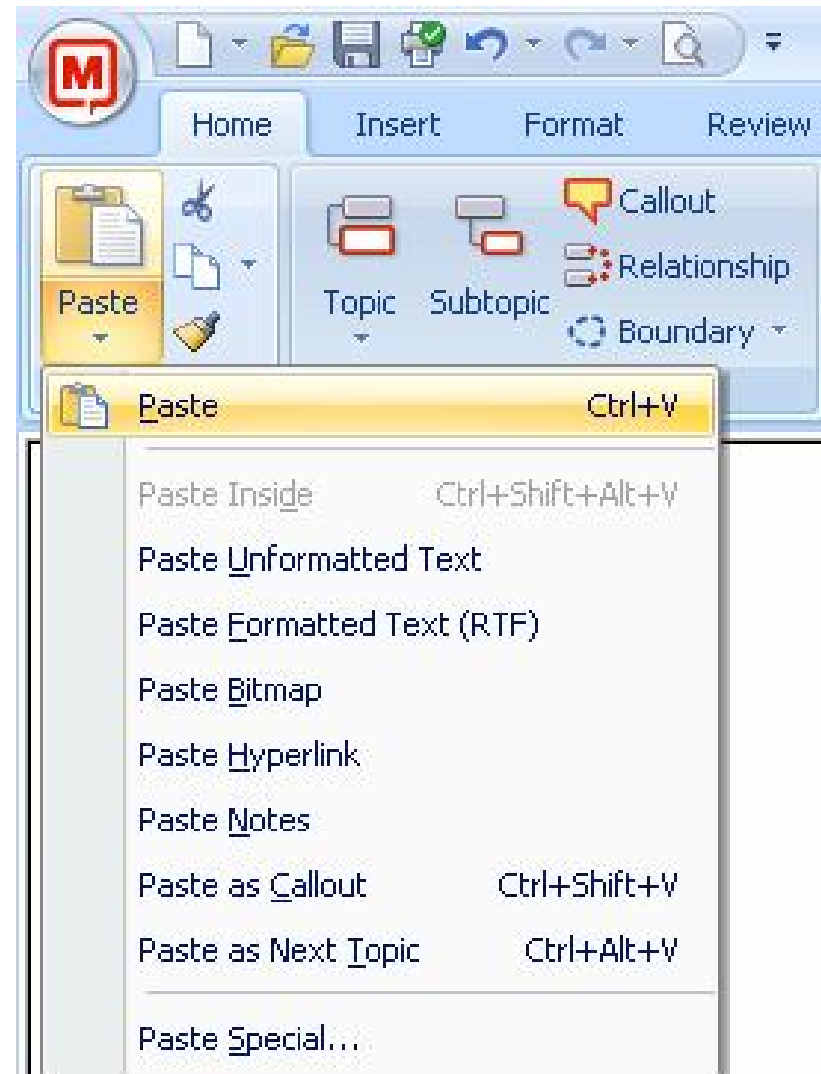 M
Home Insert Format Review
Paste
Topic
Subtopic
Callout
Relationship
Boundary
Paste Ctrl+V
Paste Inside Ctrl+Shift+Alt+V
Paste Unformatted Text
Paste Formatted Text (RTF)
Paste Bitmap
Paste Hyperlink
Paste Notes
Paste as Callout Ctrl+Shift+V
Paste as Next Topic Ctrl+Alt+V
Paste Special...